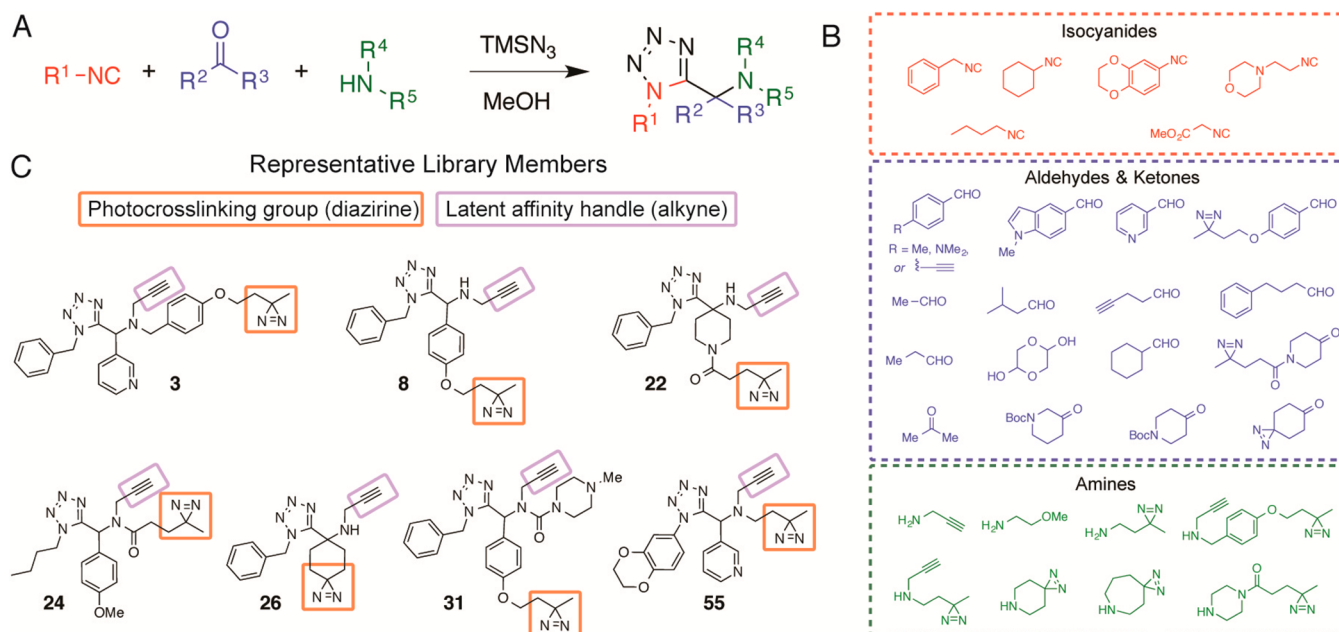 A
R1–NC + R2 O R3 + R4 HN R5
TMSN3
MeOH
N N N N R1 R2 R3 R4 N R5
B
Isocyanides
NC NC O O NC N O NC
NC MeO2C NC
Aldehydes & Ketones
CHO R CHO N Me CHO N N=N O CHO
R = Me, NMe2,
or
Me–CHO CHO CHO CHO
CHO O OH HO O CHO N=N O N O
O Me Me BocN O O BocN O N=N
Amines
H2N H2N OMe H2N N=N HN O N=N
HN N=N HN N=N HN N=N HN N O N=N
C
Representative Library Members
Photocrosslinking group (diazirine)
Latent affinity handle (alkyne)
N N N N N N O N=N
3
N N N N H N O N=N
8
N N N N H N N O N=N
22
N N N N N O N=N OMe
24
N N N N NH N=N
26
N N N N N O N N Me O N=N
31
N N N N N O O N N=N
55